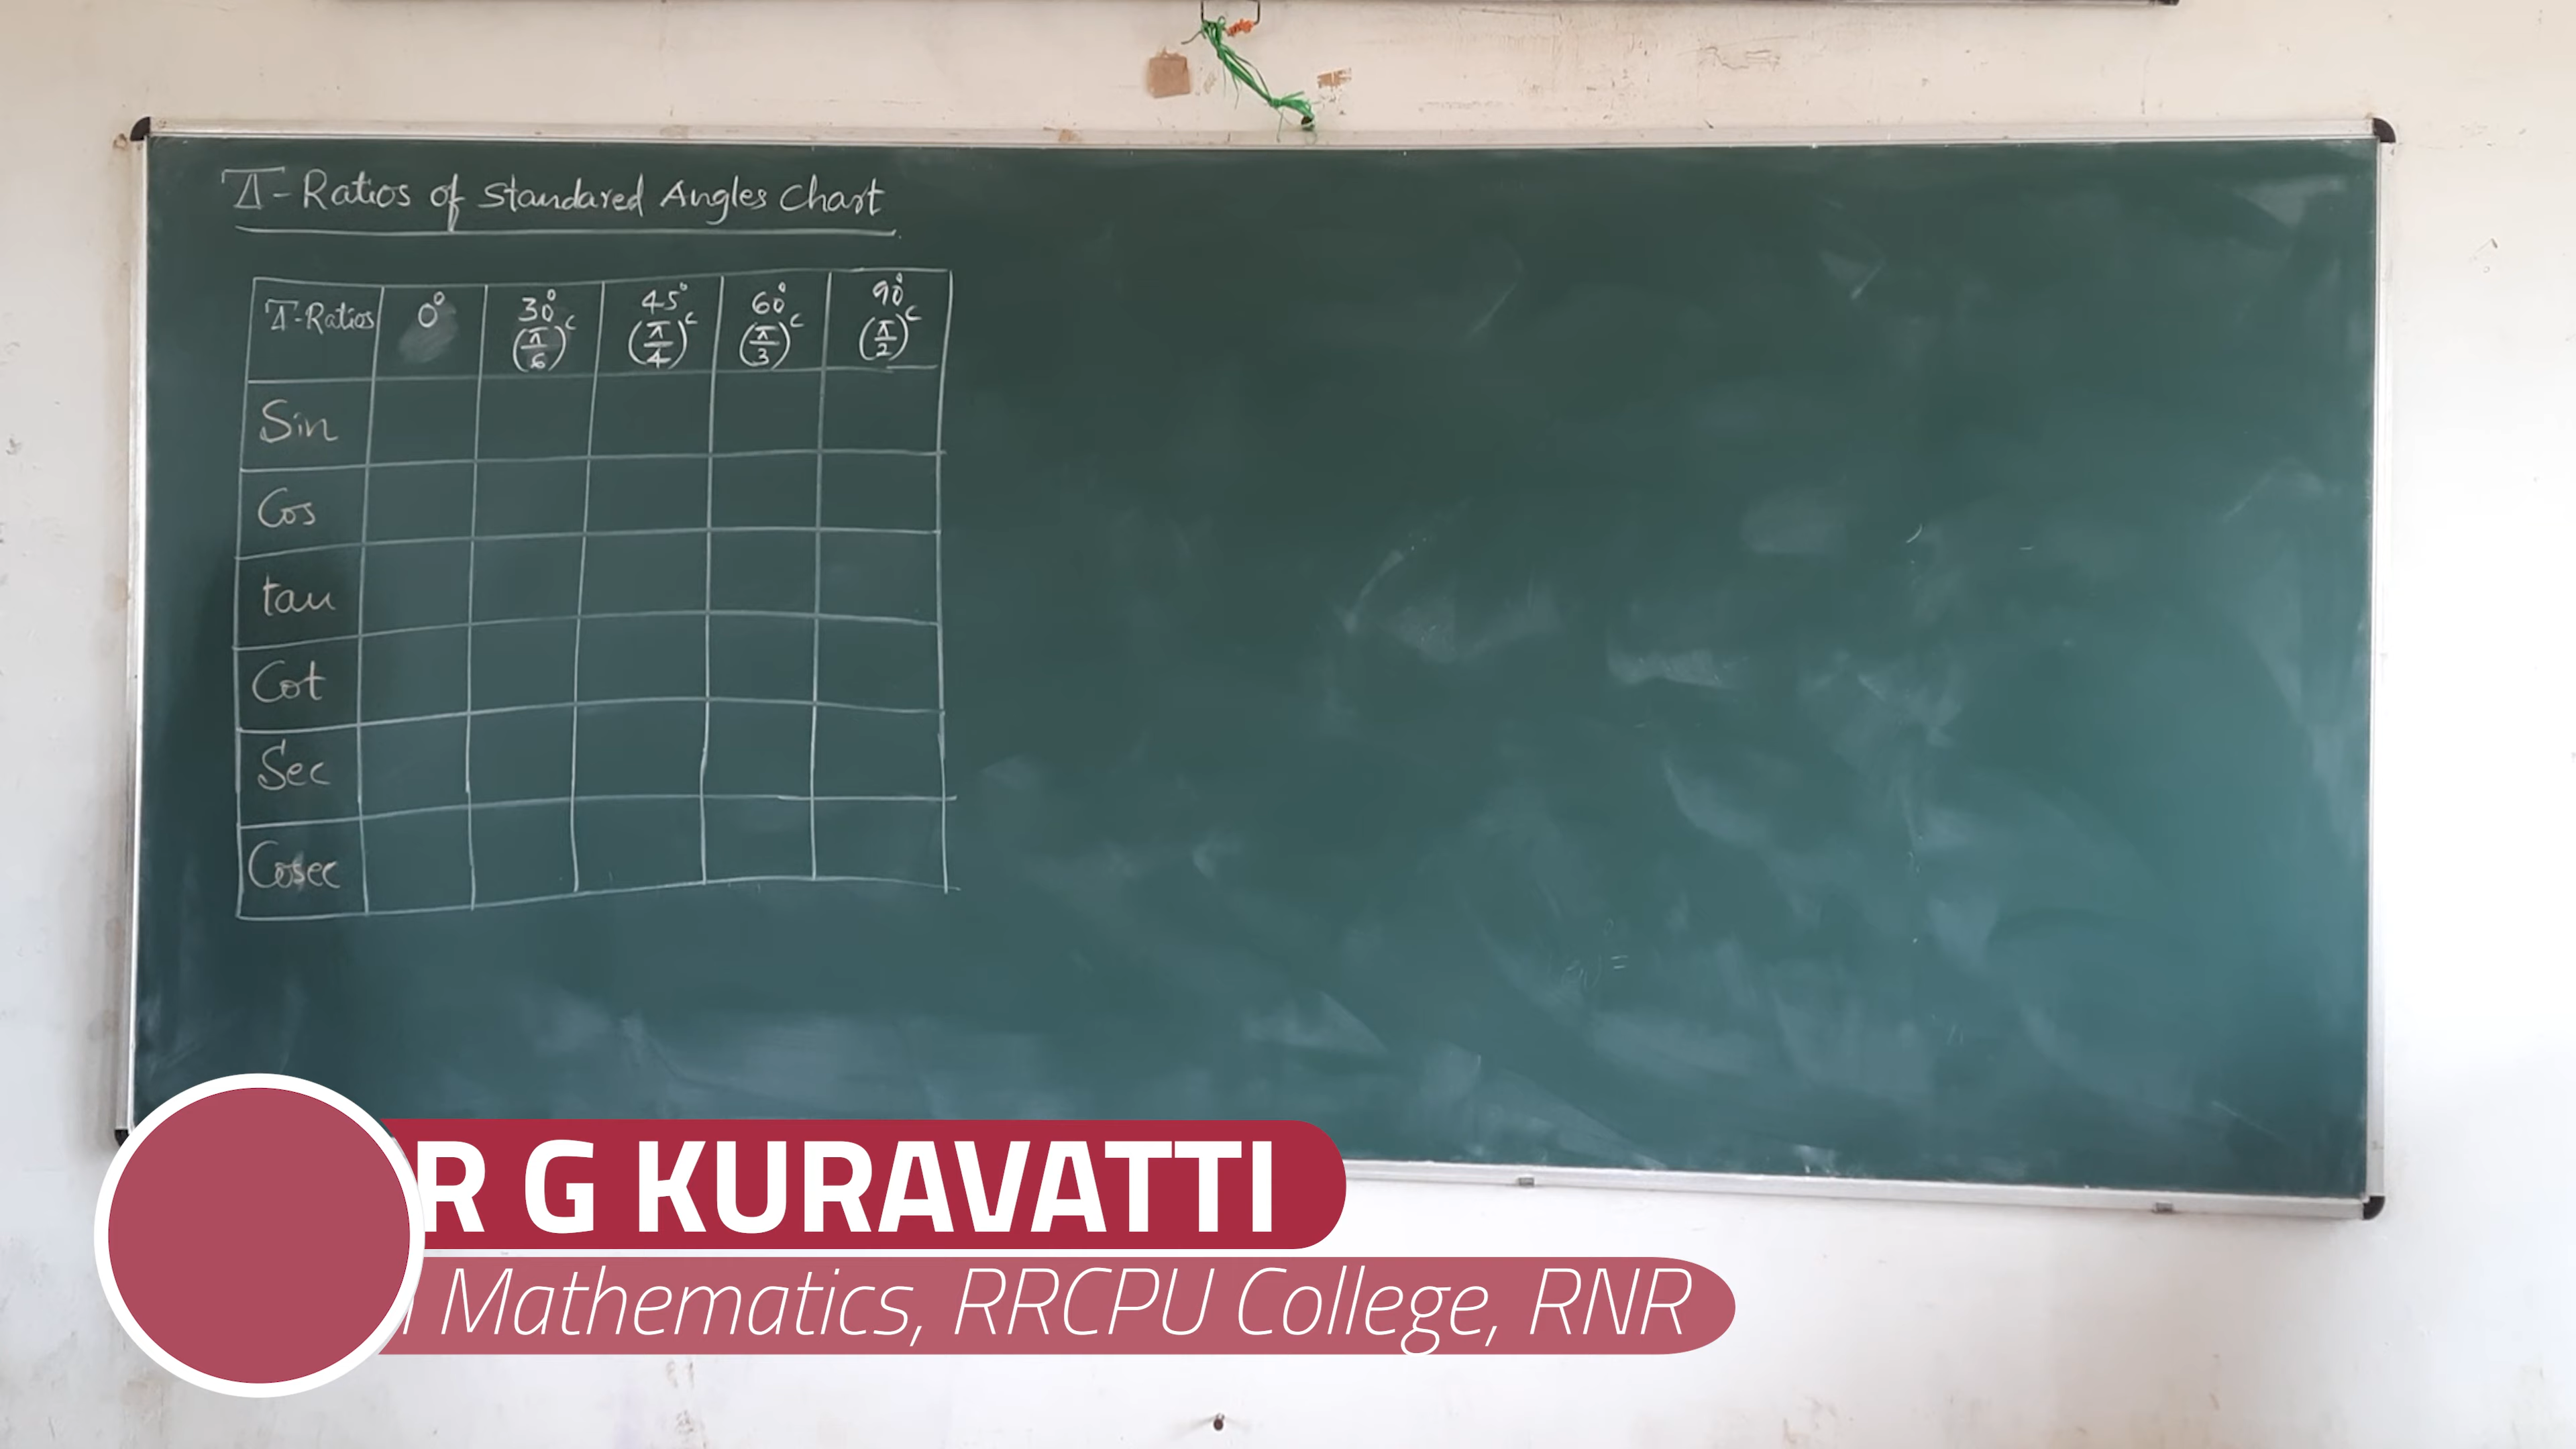 T-Ratios of Standared Angles Chart
T-Ratios 0° 30° (π/6)ᶜ 45° (π/4)ᶜ 60° (π/3)ᶜ 90° (π/2)ᶜ
Sin
Cos
tan
Cot
Sec
Cosec
R G KURAVATTI
Mathematics, RRCPU College, RNR